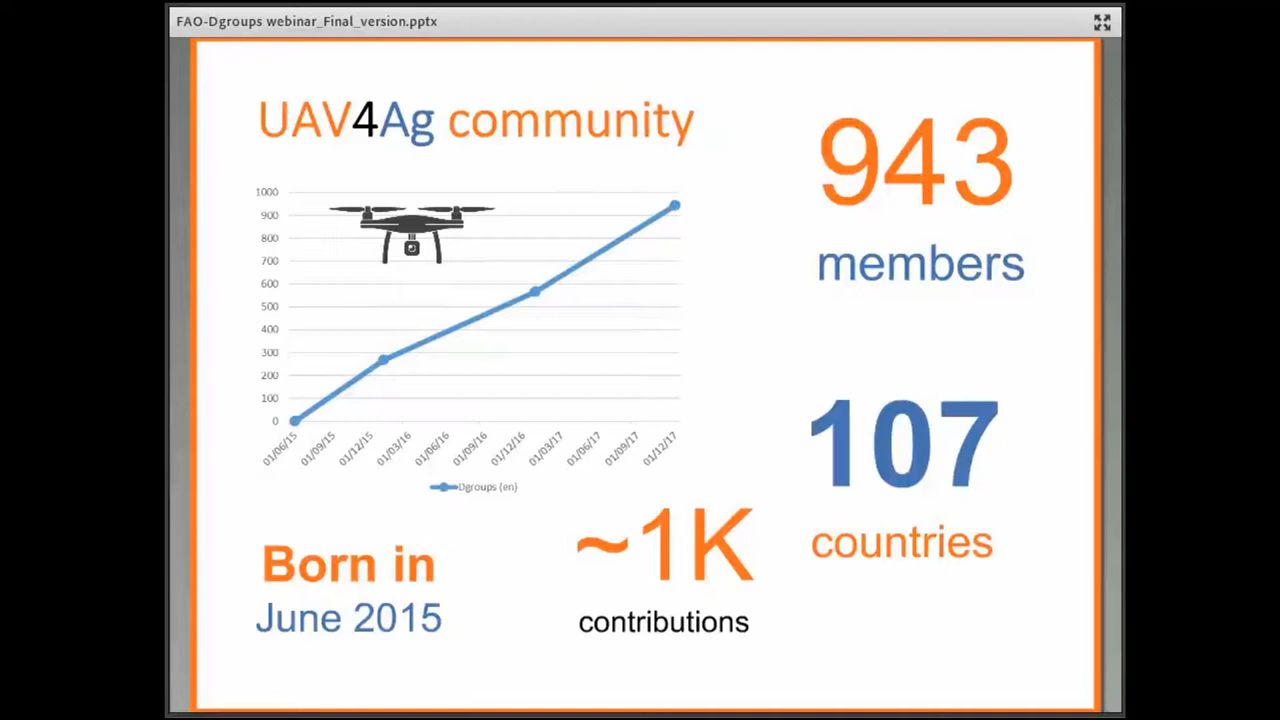 FAO-Dgroups webinar_Final_version.pptx
UAV4Ag community
943
members
1000
900
800
700
600
500
400
300
200
100
0
01/06/15
01/09/15
01/12/15
01/03/16
01/06/16
01/09/16
01/12/16
01/03/17
01/06/17
01/09/17
01/12/17
Dgroups (en)
107
countries
Born in
June 2015
~1K
contributions